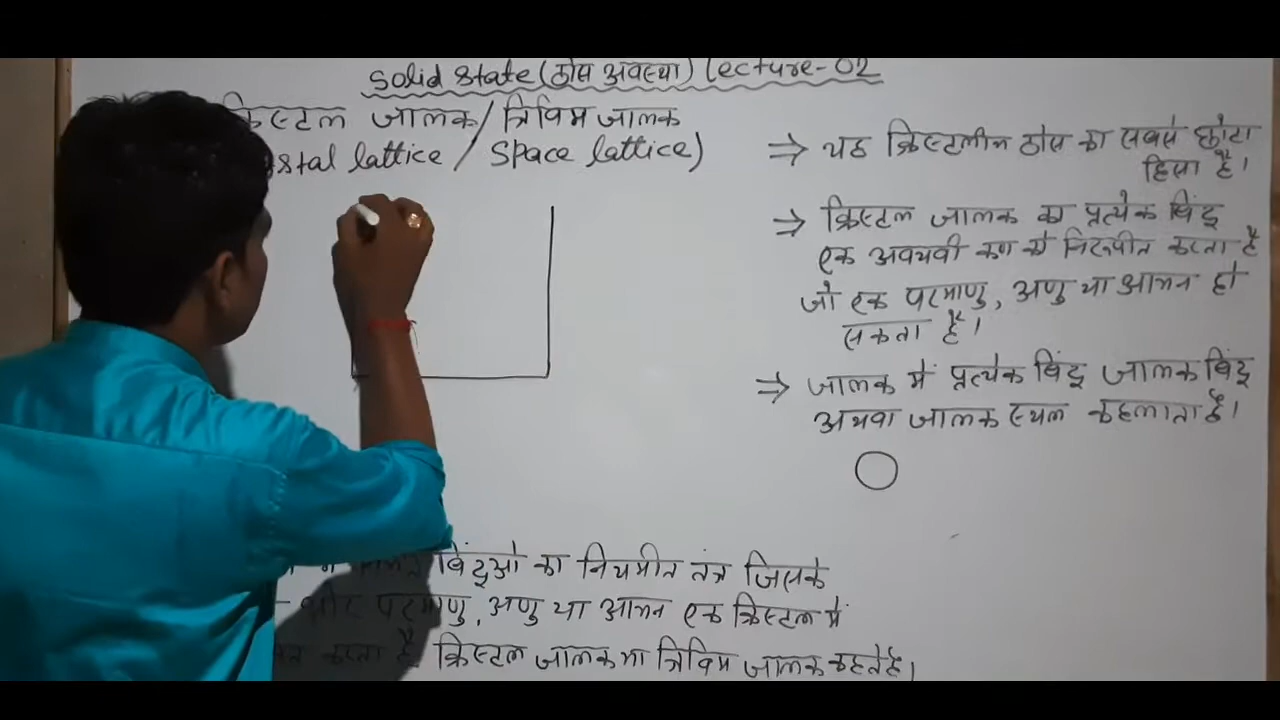 Solid State (ठोस अवस्था) Lecture-02
क्रिस्टल जालक / त्रिविम जालक
stal lattice / Space lattice)
⇒ यह क्रिस्टलीन ठोस का सबसे छोटा
हिसा है।
⇒ क्रिस्टल जालक का प्रत्येक बिंदु
एक अवयवी कण को निरूपीत करता है
जो एक परमाणु, अणु या आयन हो
सकता है।
⇒ जालक में प्रत्येक बिंदु जालक बिंदु
अथवा जालक स्थल कहलाता है।
बिंदुओं का नियमीत तंत्र जिसके
परमाणु, अणु या आयन एक क्रिस्टल में
करता है क्रिस्टल जालक या त्रिविम जालक कहते है।